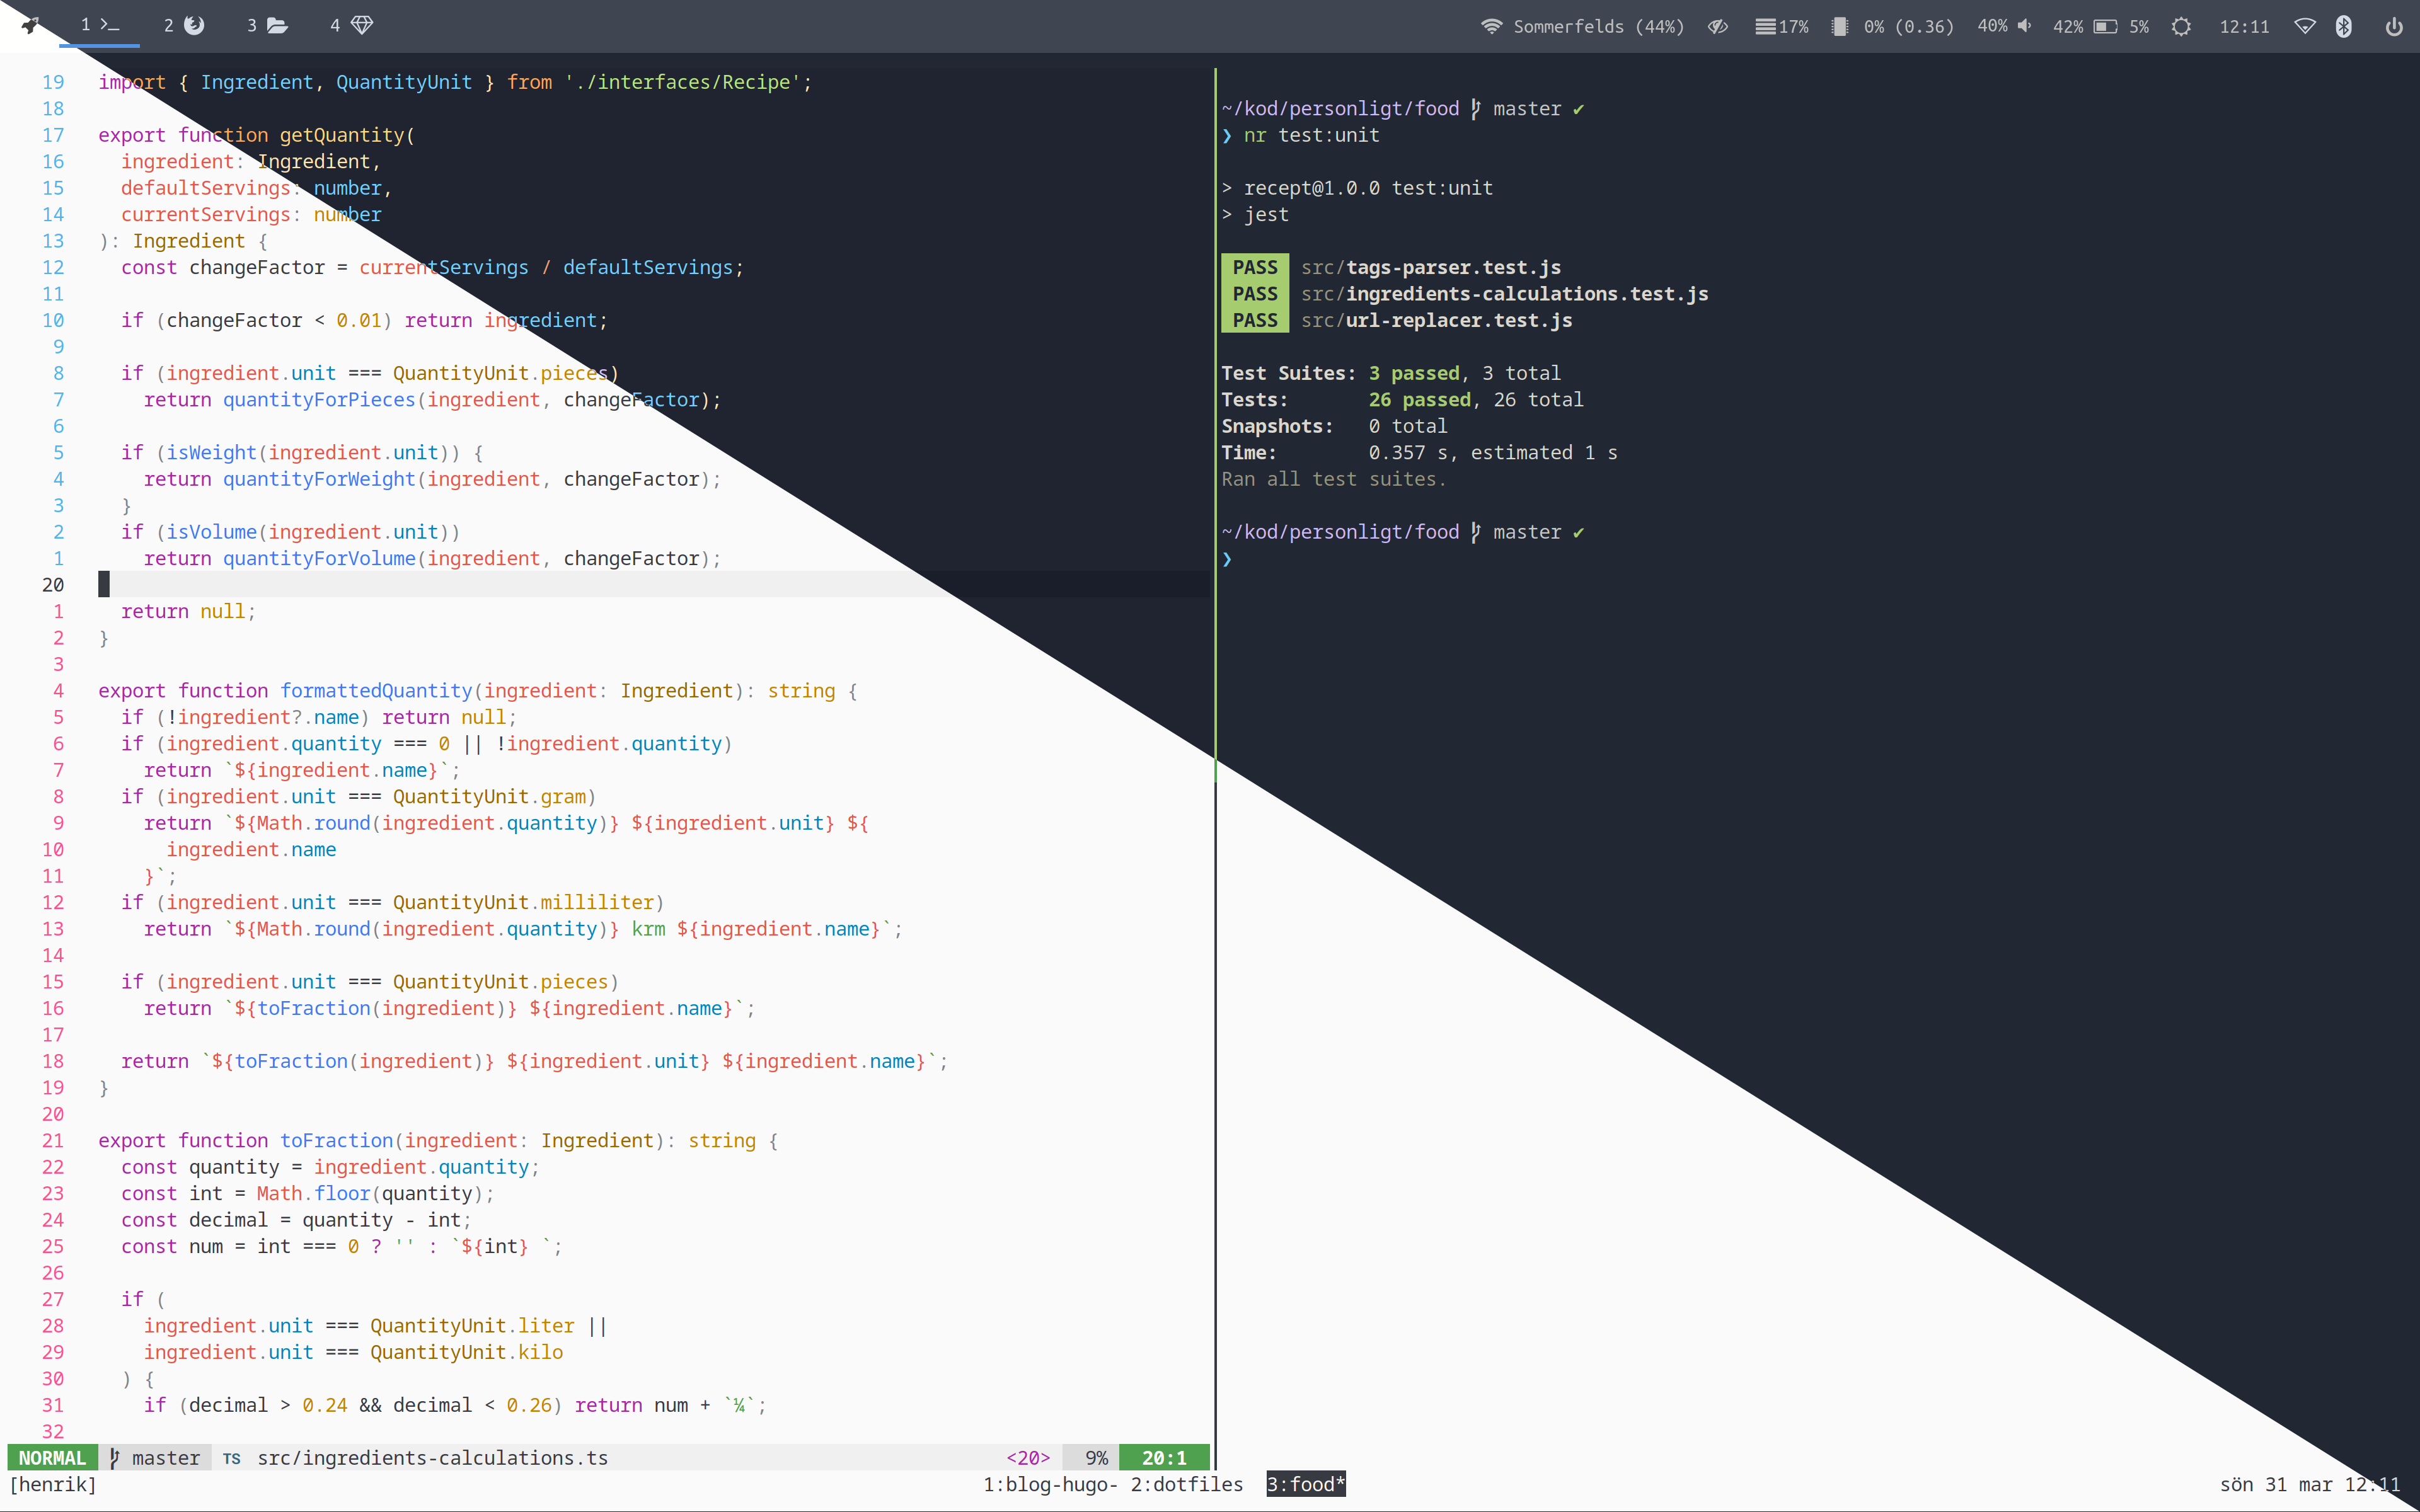 1 2 3 4 Sommerfelds (44%) 17% 0% (0.36) 40% 42% 5% 12:11
19 import { Ingredient, QuantityUnit } from './interfaces/Recipe';
18
17 export function getQuantity(
16   ingredient: Ingredient,
15   defaultServings: number,
14   currentServings: number
13 ): Ingredient {
12   const changeFactor = currentServings / defaultServings;
11
10   if (changeFactor < 0.01) return ingredient;
9
8   if (ingredient.unit === QuantityUnit.pieces)
7     return quantityForPieces(ingredient, changeFactor);
6
5   if (isWeight(ingredient.unit)) {
4     return quantityForWeight(ingredient, changeFactor);
3   }
2   if (isVolume(ingredient.unit))
1     return quantityForVolume(ingredient, changeFactor);
20
1   return null;
2 }
3
4 export function formattedQuantity(ingredient: Ingredient): string {
5   if (!ingredient?.name) return null;
6   if (ingredient.quantity === 0 || !ingredient.quantity)
7     return `${ingredient.name}`;
8   if (ingredient.unit === QuantityUnit.gram)
9     return `${Math.round(ingredient.quantity)} ${ingredient.unit} ${
10       ingredient.name
11     }`;
12   if (ingredient.unit === QuantityUnit.milliliter)
13     return `${Math.round(ingredient.quantity)} krm ${ingredient.name}`;
14
15   if (ingredient.unit === QuantityUnit.pieces)
16     return `${toFraction(ingredient)} ${ingredient.name}`;
17
18   return `${toFraction(ingredient)} ${ingredient.unit} ${ingredient.name}`;
19 }
20
21 export function toFraction(ingredient: Ingredient): string {
22   const quantity = ingredient.quantity;
23   const int = Math.floor(quantity);
24   const decimal = quantity - int;
25   const num = int === 0 ? '' : `${int} `;
26
27   if (
28     ingredient.unit === QuantityUnit.liter ||
29     ingredient.unit === QuantityUnit.kilo
30   ) {
31     if (decimal > 0.24 && decimal < 0.26) return num + `¼`;
32
NORMAL master TS src/ingredients-calculations.ts <20> 9% 20:1
~/kod/personligt/food master ✔
❯ nr test:unit
> recept@1.0.0 test:unit
> jest
PASS src/tags-parser.test.js
PASS src/ingredients-calculations.test.js
PASS src/url-replacer.test.js
Test Suites: 3 passed, 3 total
Tests: 26 passed, 26 total
Snapshots: 0 total
Time: 0.357 s, estimated 1 s
Ran all test suites.
~/kod/personligt/food master ✔
❯
[henrik] 1:blog-hugo- 2:dotfiles 3:food* sön 31 mar 12:11